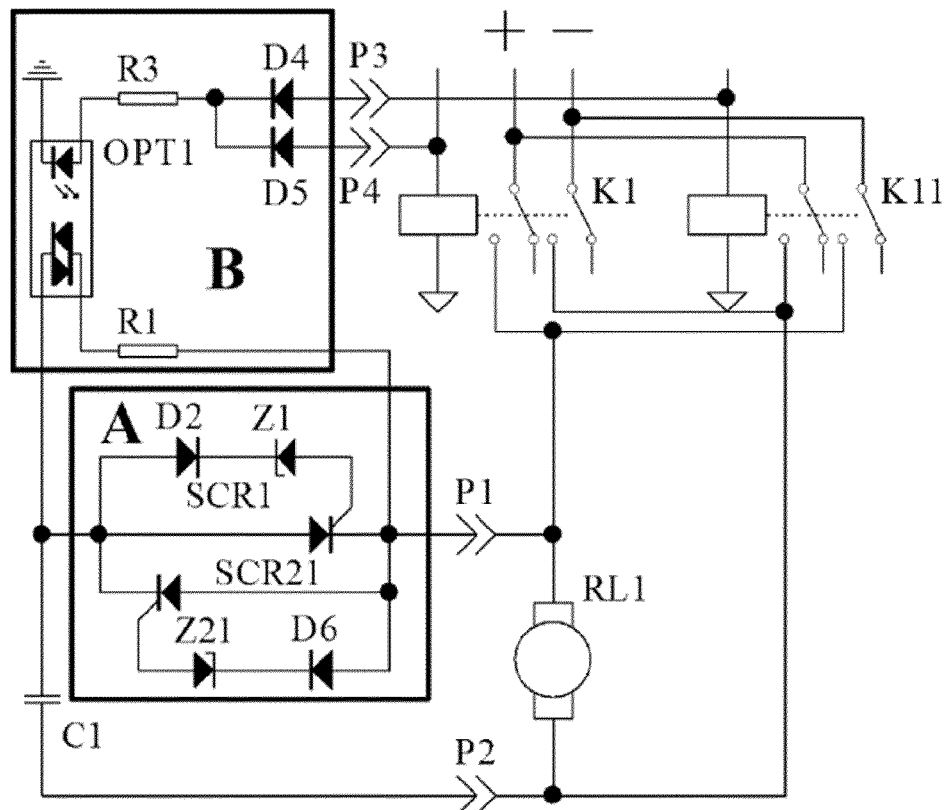 + −
D4 P3
R3
OPT1
D5 P4
K1 K11
B
R1
A
D2 Z1
SCR1
P1
SCR21
RL1
Z21 D6
C1
P2